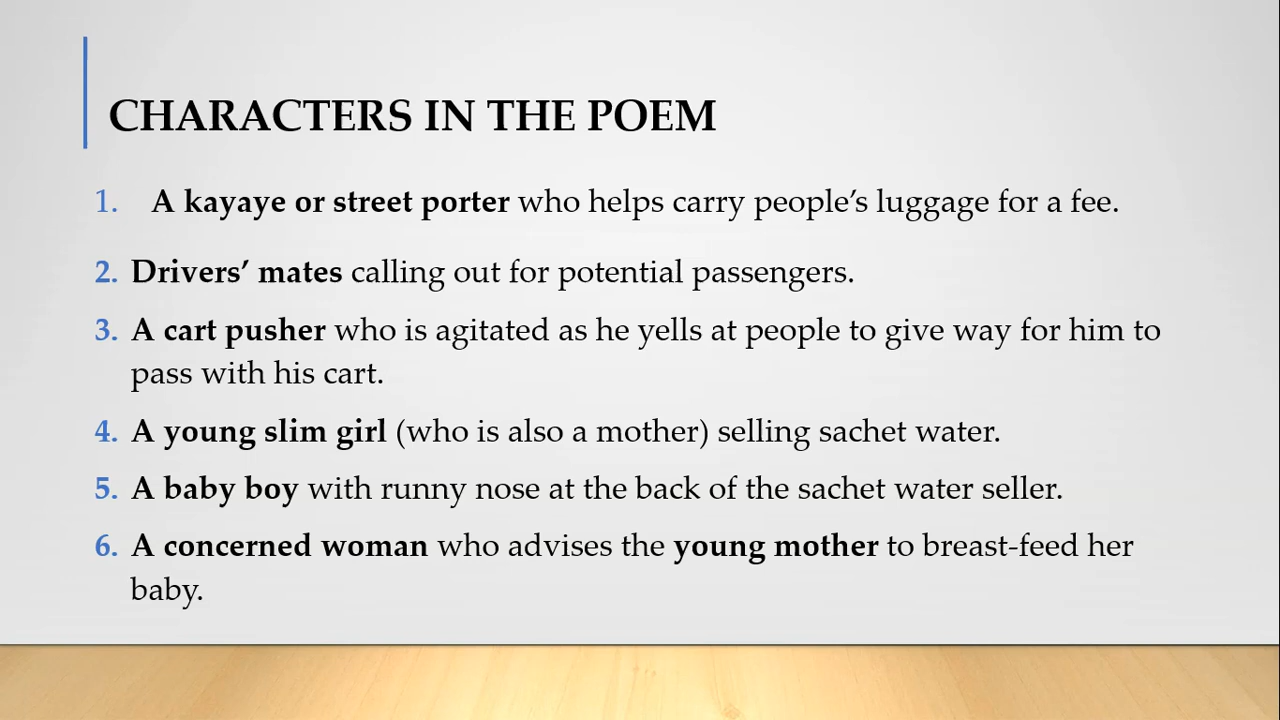 CHARACTERS IN THE POEM
1. A kayaye or street porter who helps carry people’s luggage for a fee.
2. Drivers’ mates calling out for potential passengers.
3. A cart pusher who is agitated as he yells at people to give way for him to
pass with his cart.
4. A young slim girl (who is also a mother) selling sachet water.
5. A baby boy with runny nose at the back of the sachet water seller.
6. A concerned woman who advises the young mother to breast-feed her
baby.